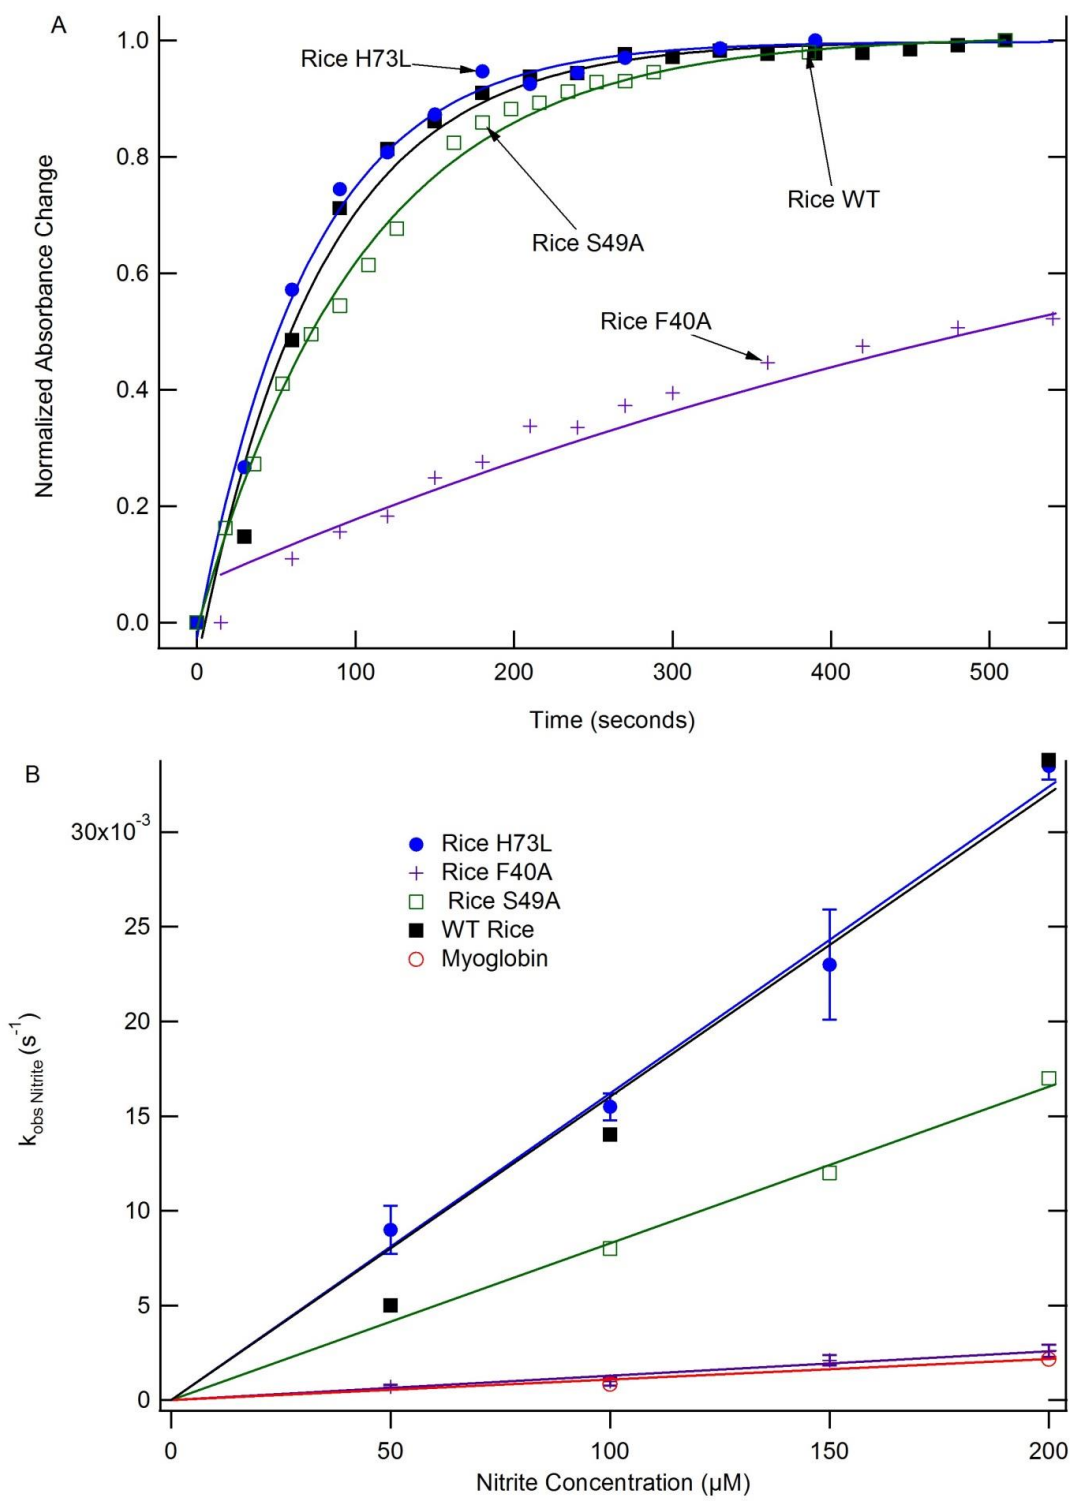 A
1.0
0.8
0.6
0.4
0.2
0.0
Normalized Absorbance Change
Rice H73L
Rice WT
Rice S49A
Rice F40A
0 100 200 300 400 500
Time (seconds)
B
30x10⁻³
25
20
15
10
5
0
k_obs Nitrite (s⁻¹)
Rice H73L
Rice F40A
Rice S49A
WT Rice
Myoglobin
0 50 100 150 200
Nitrite Concentration (µM)